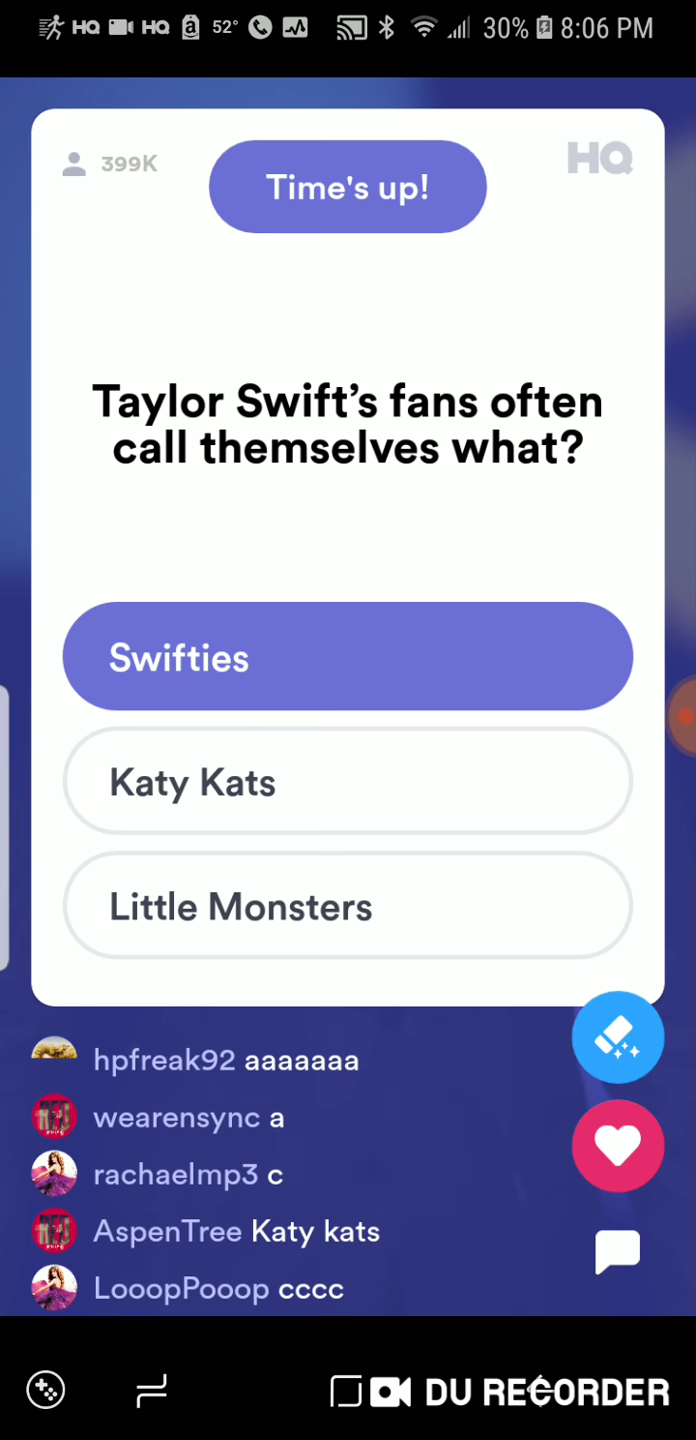 HQ HQ a 52° 30% 8:06 PM
399K
Time's up!
HQ
Taylor Swift’s fans often
call themselves what?
Swifties
Katy Kats
Little Monsters
hpfreak92 aaaaaaa
wearensync a
rachaelmp3 c
AspenTree Katy kats
LooopPooop cccc
DU RECORDER